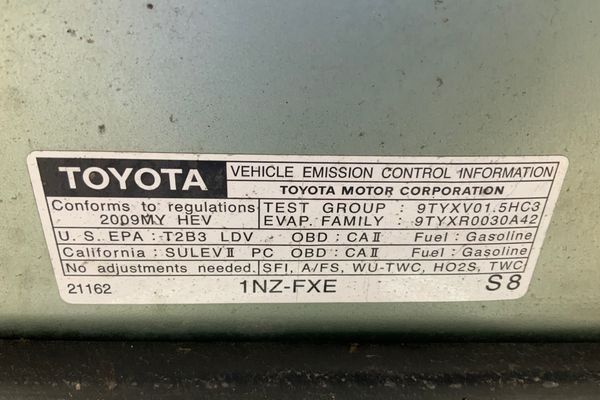 TOYOTA VEHICLE EMISSION CONTROL INFORMATION
TOYOTA MOTOR CORPORATION
Conforms to regulations TEST GROUP : 9TYXV01.5HC3
2009MY HEV EVAP. FAMILY : 9TYXR0030A42
U.S. EPA : T2B3 LDV OBD : CAII Fuel : Gasoline
California : SULEVII PC OBD : CAII Fuel : Gasoline
No adjustments needed. SFI, A/FS, WU-TWC, HO2S, TWC
21162 1NZ-FXE S8